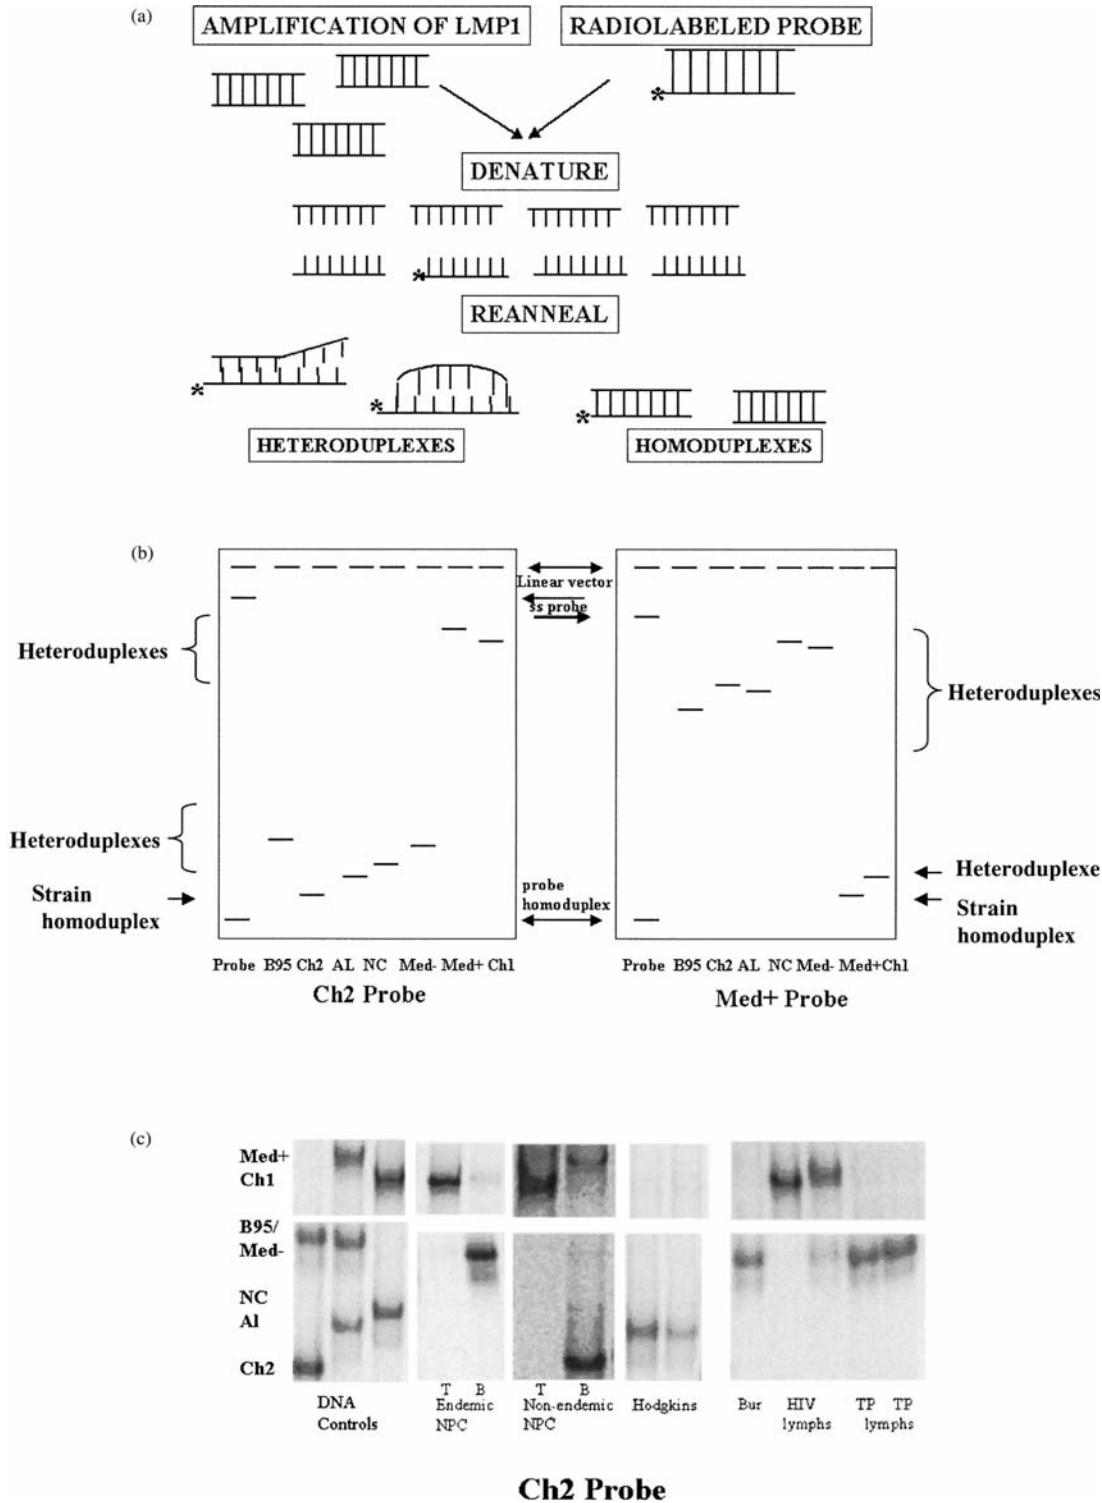 (a)
AMPLIFICATION OF LMP1
RADIOLABELED PROBE
*
DENATURE
*
REANNEAL
*
*
*
HETERODUPLEXES
HOMODUPLEXES
(b)
Linear vector
ss probe
Heteroduplexes
Heteroduplexes
Heteroduplexes
Heteroduplexe
Strain
homoduplex
probe
homoduplex
Strain
homoduplex
Probe B95 Ch2 AL NC Med- Med+ Ch1
Probe B95 Ch2 AL NC Med- Med+Ch1
Ch2 Probe
Med+ Probe
(c)
Med+
Ch1
B95/
Med-
NC
Al
Ch2
T B T B
DNA Controls
Endemic NPC
Non-endemic NPC
Hodgkins
Bur
HIV lymphs
TP TP
lymphs
Ch2 Probe